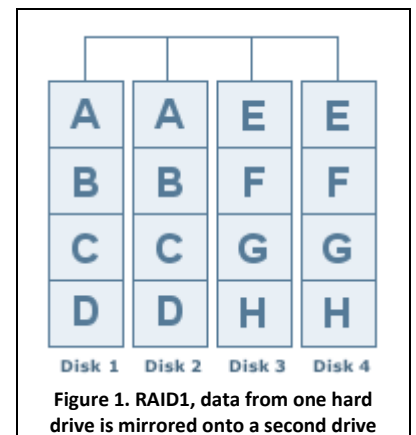 A A E E
B B F F
C C G G
D D H H
Disk 1 Disk 2 Disk 3 Disk 4
Figure 1. RAID1, data from one hard
drive is mirrored onto a second drive